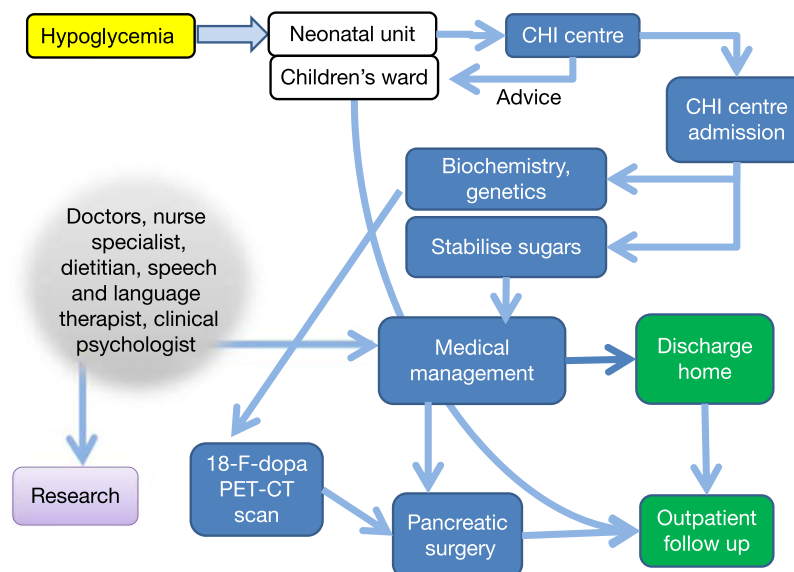 Hypoglycemia
Neonatal unit
Children’s ward
CHI centre
Advice
CHI centre
admission
Biochemistry,
genetics
Stabilise sugars
Doctors, nurse
specialist,
dietitian, speech
and language
therapist, clinical
psychologist
Medical
management
Discharge
home
Research
18-F-dopa
PET-CT
scan
Pancreatic
surgery
Outpatient
follow up